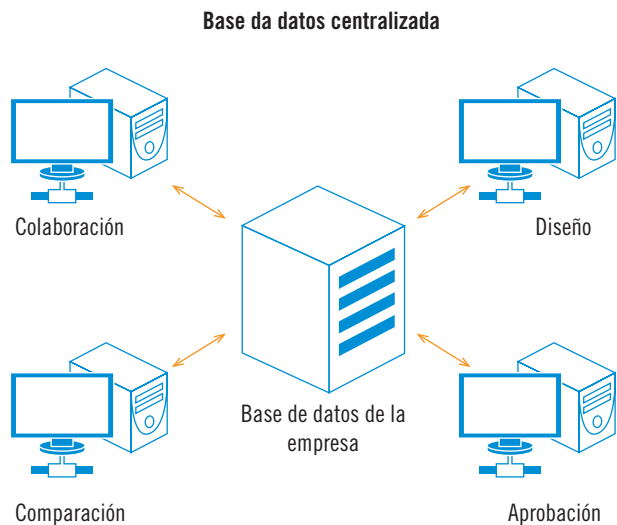 Base da datos centralizada
Colaboración
Diseño
Base de datos de la
empresa
Comparación
Aprobación